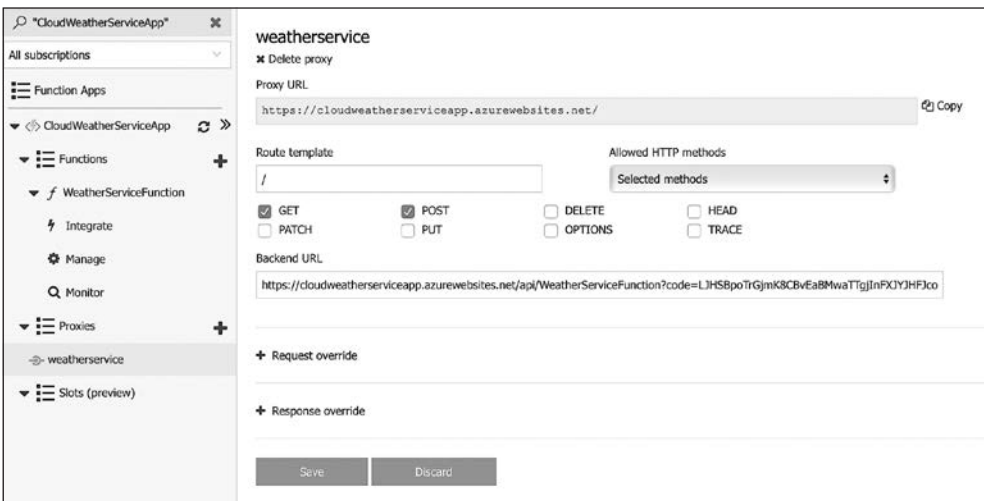 "CloudWeatherServiceApp"
All subscriptions
Function Apps
CloudWeatherServiceApp
Functions
WeatherServiceFunction
Integrate
Manage
Monitor
Proxies
weatherservice
Slots (preview)
weatherservice
Delete proxy
Proxy URL
https://cloudweatherserviceapp.azurewebsites.net/
Copy
Route template
Allowed HTTP methods
/
Selected methods
GET POST DELETE HEAD
PATCH PUT OPTIONS TRACE
Backend URL
https://cloudweatherserviceapp.azurewebsites.net/api/WeatherServiceFunction?code=
Request override
Response override
Save Discard